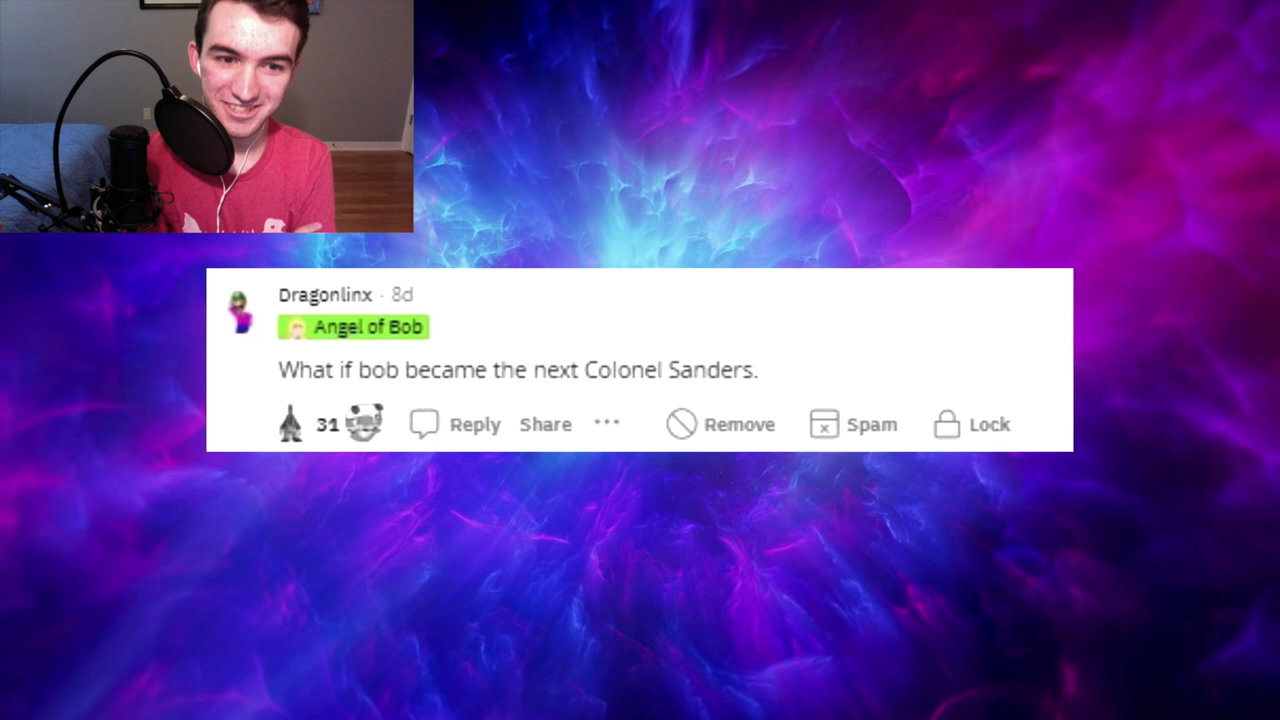 Dragonlinx · 8d
Angel of Bob
What if bob became the next Colonel Sanders.
31 Reply Share ··· Remove Spam Lock